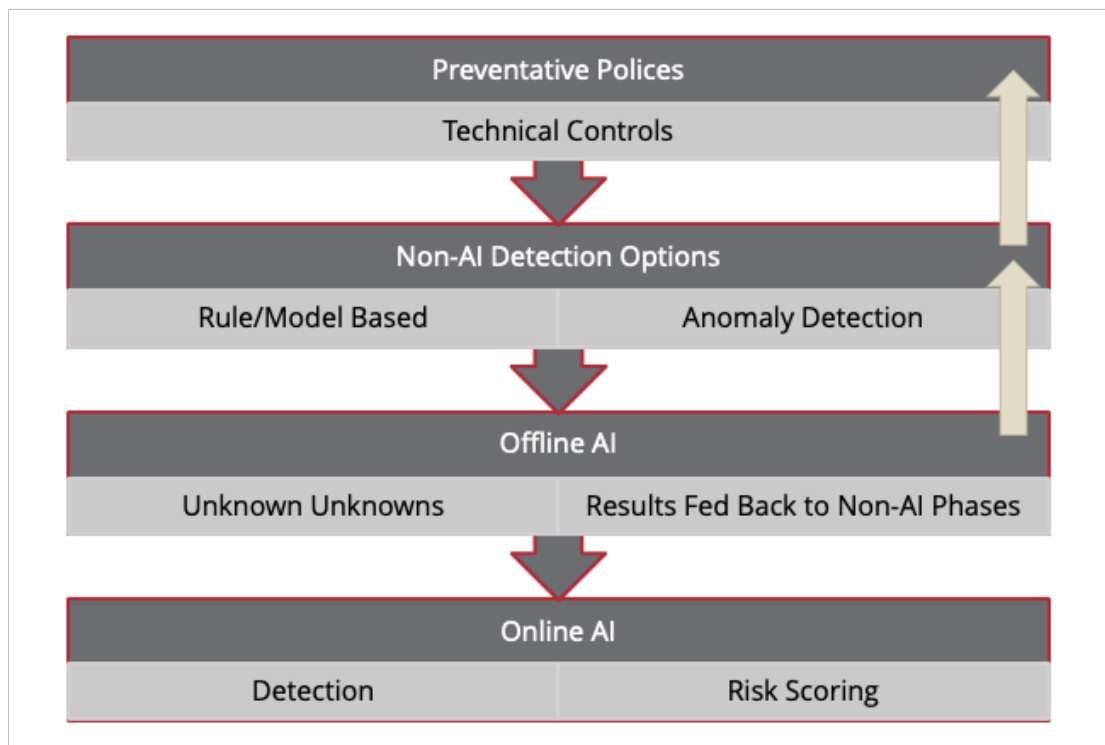 Preventative Polices
Technical Controls
Non-AI Detection Options
Rule/Model Based
Anomaly Detection
Offline AI
Unknown Unknowns
Results Fed Back to Non-AI Phases
Online AI
Detection
Risk Scoring